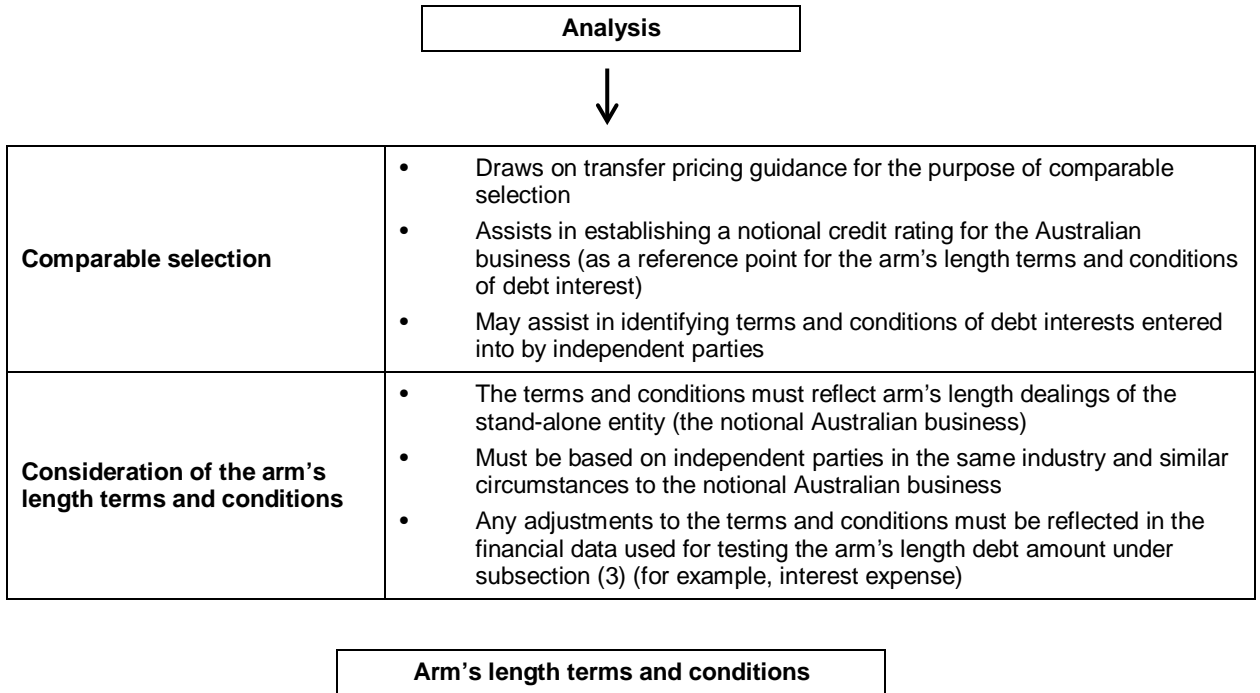 Analysis
Comparable selection
• Draws on transfer pricing guidance for the purpose of comparable
selection
• Assists in establishing a notional credit rating for the Australian
business (as a reference point for the arm’s length terms and conditions
of debt interest)
• May assist in identifying terms and conditions of debt interests entered
into by independent parties
Consideration of the arm’s
length terms and conditions
• The terms and conditions must reflect arm’s length dealings of the
stand-alone entity (the notional Australian business)
• Must be based on independent parties in the same industry and similar
circumstances to the notional Australian business
• Any adjustments to the terms and conditions must be reflected in the
financial data used for testing the arm’s length debt amount under
subsection (3) (for example, interest expense)
Arm’s length terms and conditions